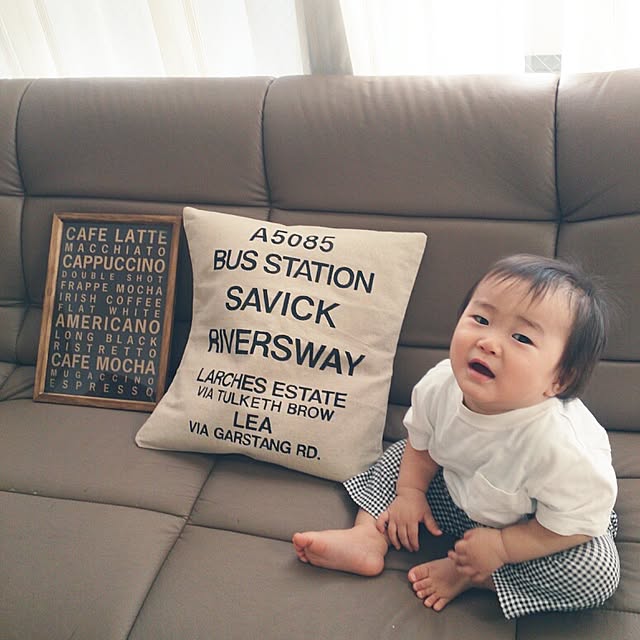 CAFE LATTE
MACCHIATO
CAPPUCCINO
DOUBLE SHOT
FRAPPE MOCHA
IRISH COFFEE
FLAT WHITE
AMERICANO
LONG BLACK
RISTRETTO
CAFE MOCHA
MUGACCINO
ESPRESSO
A5085
BUS STATION
SAVICK
RIVERSWAY
LARCHES ESTATE
VIA TULKETH BROW
LEA
VIA GARSTANG RD.